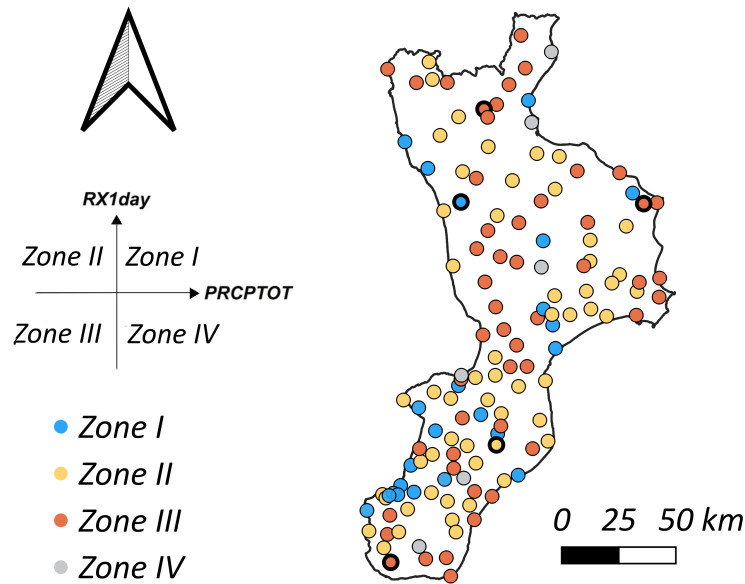 RX1day
Zone II Zone I
PRCPTOT
Zone III Zone IV
Zone I
Zone II
Zone III
Zone IV
0 25 50 km